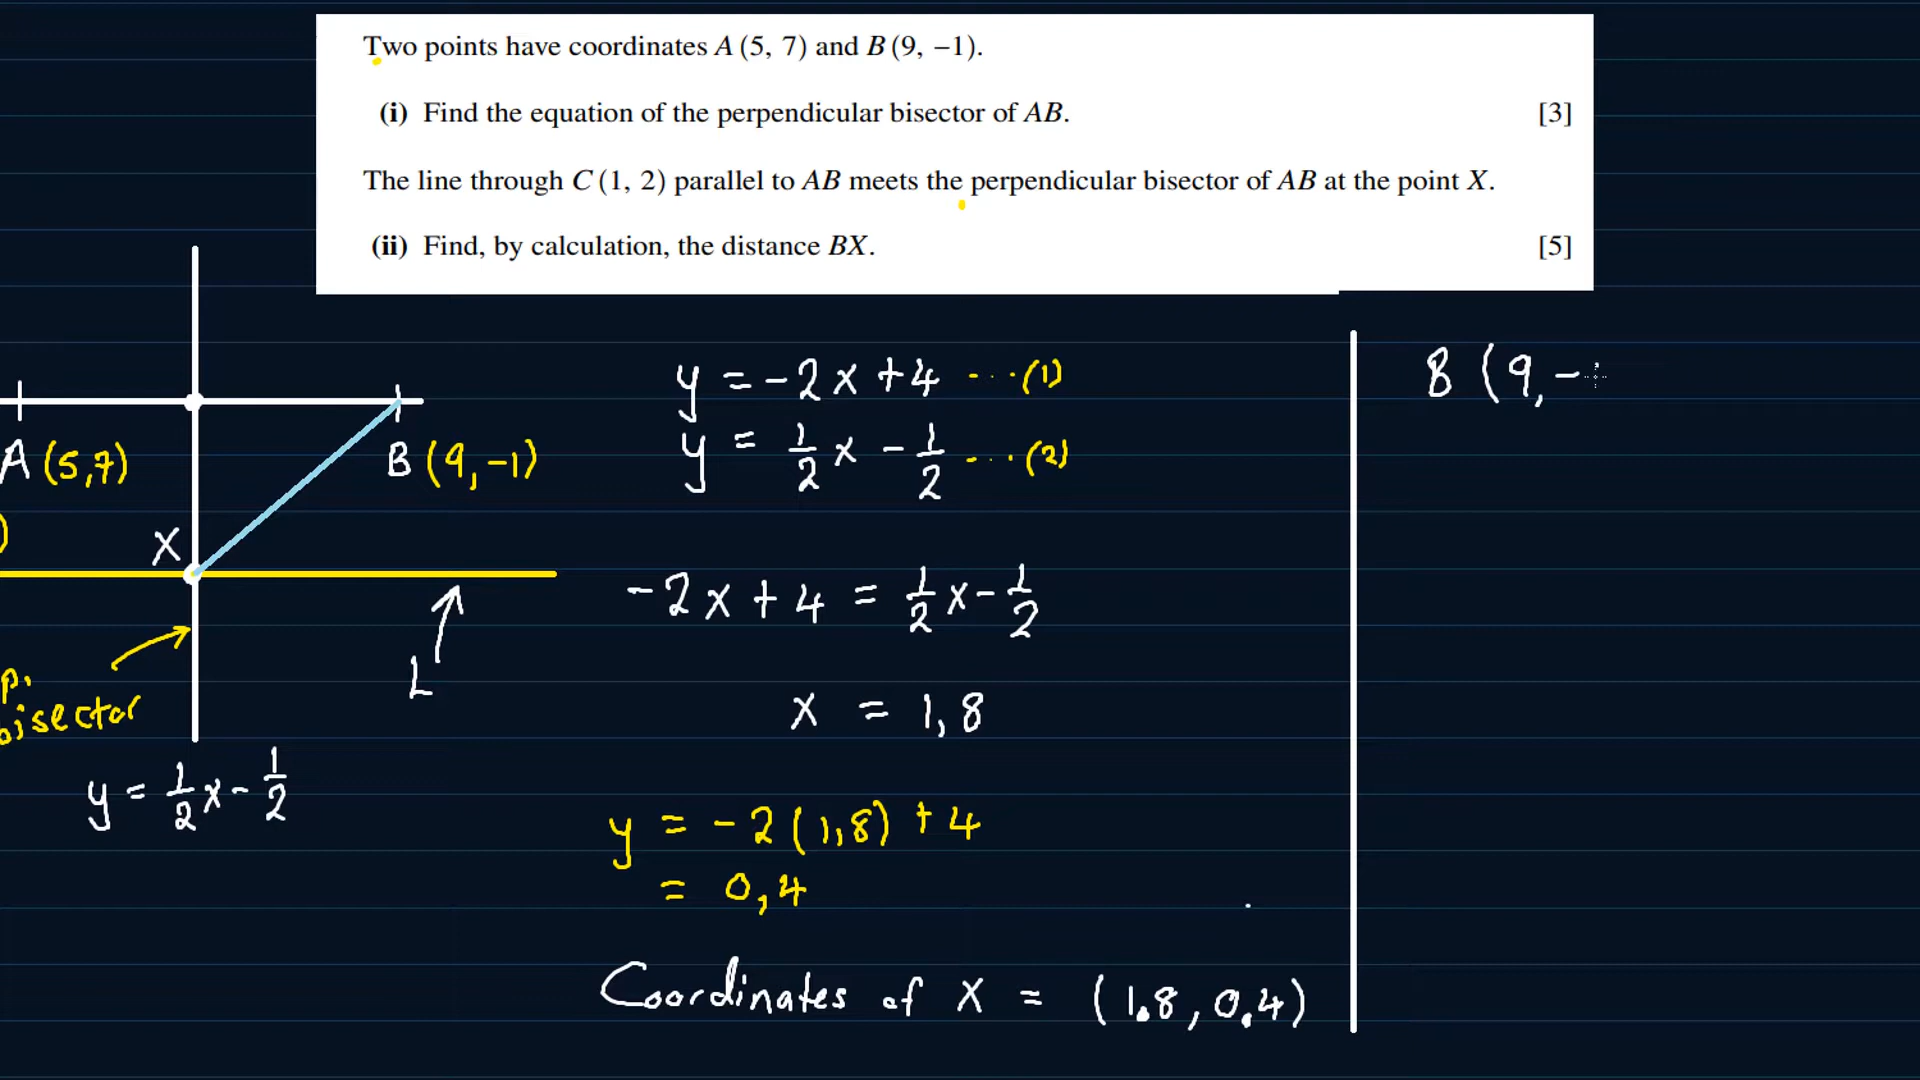 Two points have coordinates A (5, 7) and B (9, −1).
(i) Find the equation of the perpendicular bisector of AB. [3]
The line through C (1, 2) parallel to AB meets the perpendicular bisector of AB at the point X.
(ii) Find, by calculation, the distance BX. [5]
A (5,7)
B (9,-1)
)
X
L
p.
bisector
y = 1/2 x - 1/2
y = -2x + 4 --- (1)
y = 1/2 x - 1/2 --- (2)
-2x + 4 = 1/2 x - 1/2
x = 1,8
y = -2(1,8) + 4
= 0,4
Coordinates of X = (1.8, 0.4)
B (9, -